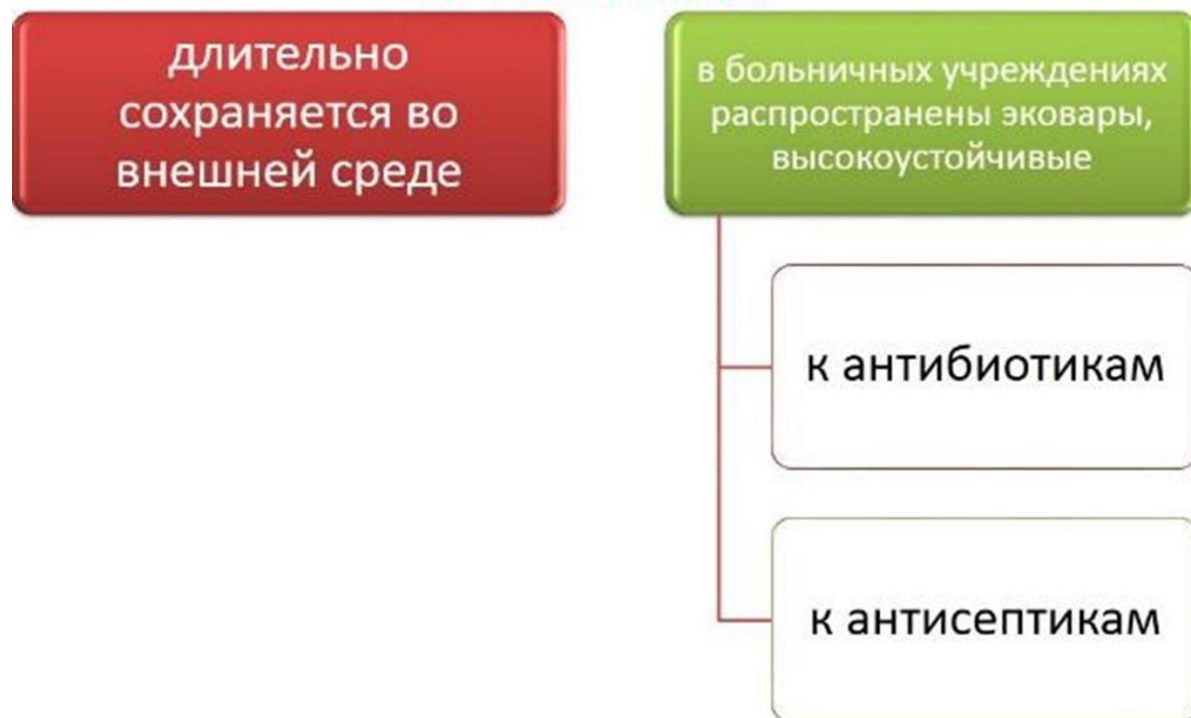 длительно
сохраняется во
внешней среде
в больничных учреждениях
распространены эковары,
высокоустойчивые
к антибиотикам
к антисептикам